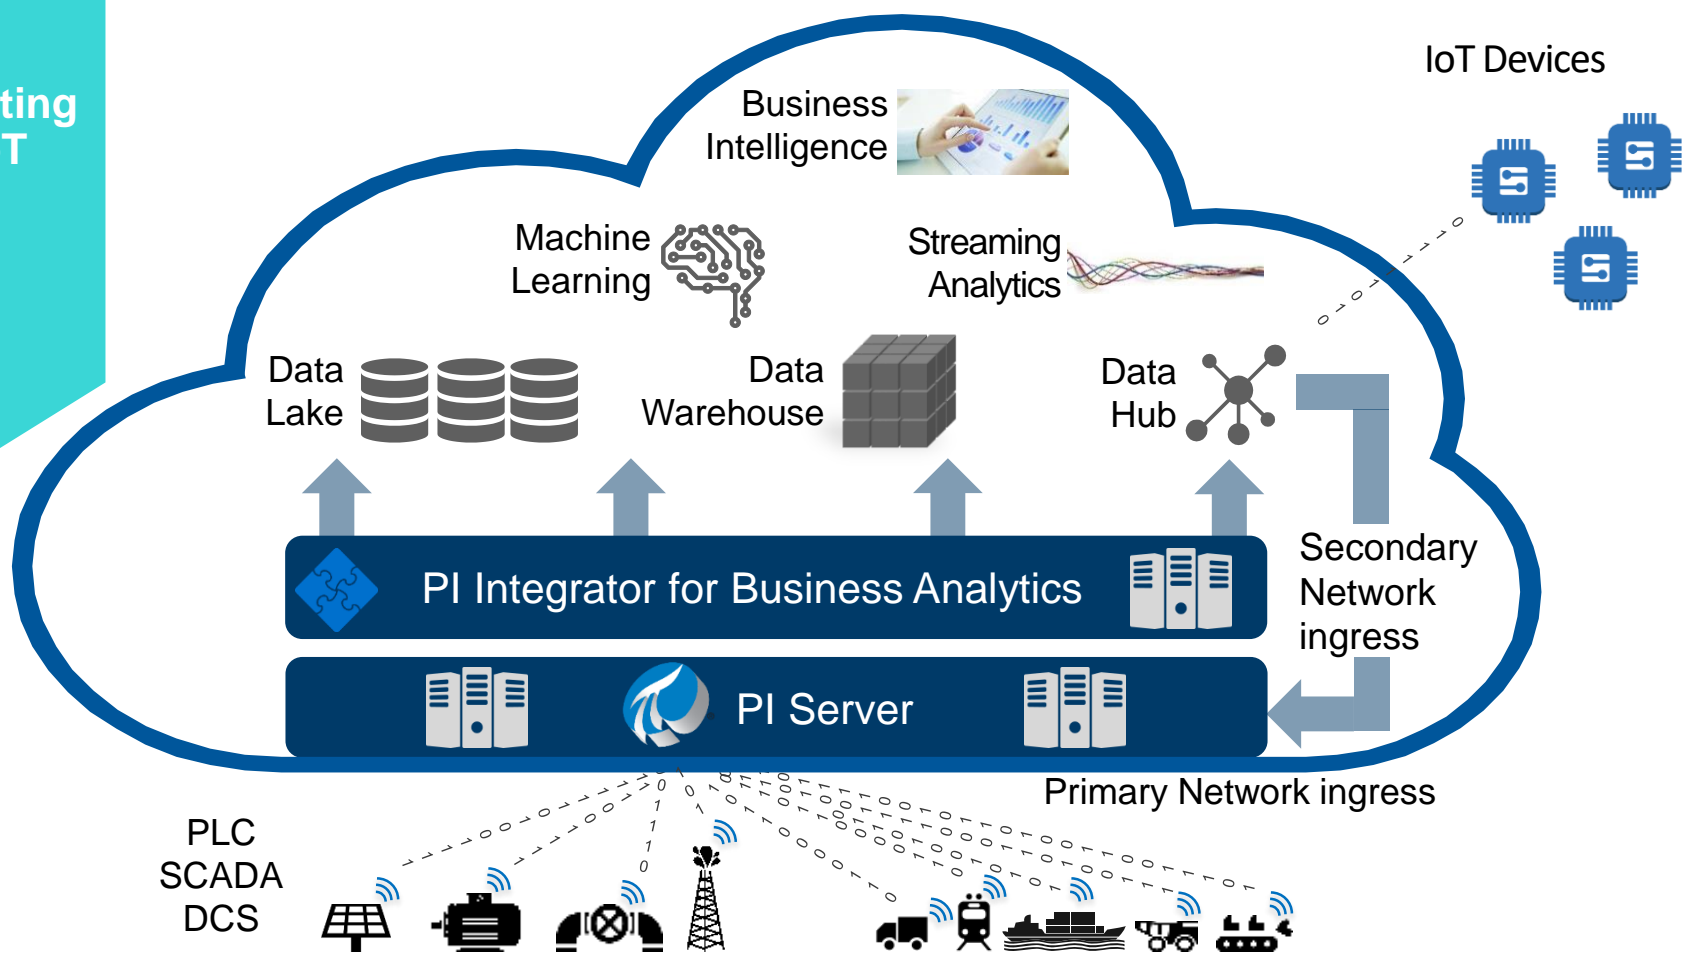 ting
T
IoT Devices
Business
Intelligence
Machine
Learning
Streaming
Analytics
Data
Lake
Data
Warehouse
Data
Hub
PI Integrator for Business Analytics
Secondary
Network
ingress
PI Server
Primary Network ingress
PLC
SCADA
DCS